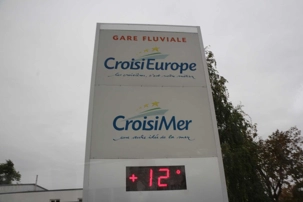 GARE FLUVIALE
CroisiEurope
CroisiMer
+ 12°